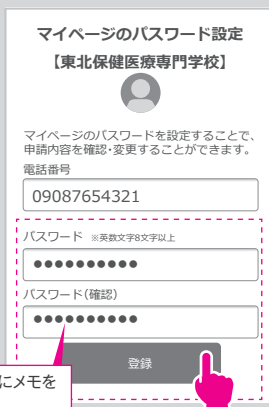 マイページのパスワード設定
【東北保健医療専門学校】
マイページのパスワードを設定することで、
申請内容を確認・変更することができます。
電話番号
09087654321
パスワード ※英数文字8文字以上
●●●●●●●●●●
パスワード(確認)
●●●●●●●●●●
登録
にメモを